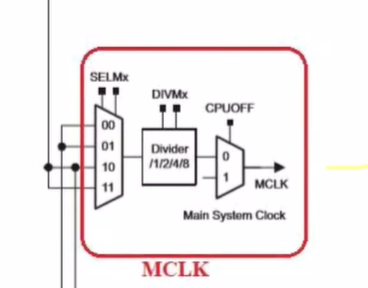 SELMx
DIVMx
CPUOFF
00
01
10
11
Divider
/1/2/4/8
0
1
MCLK
Main System Clock
MCLK